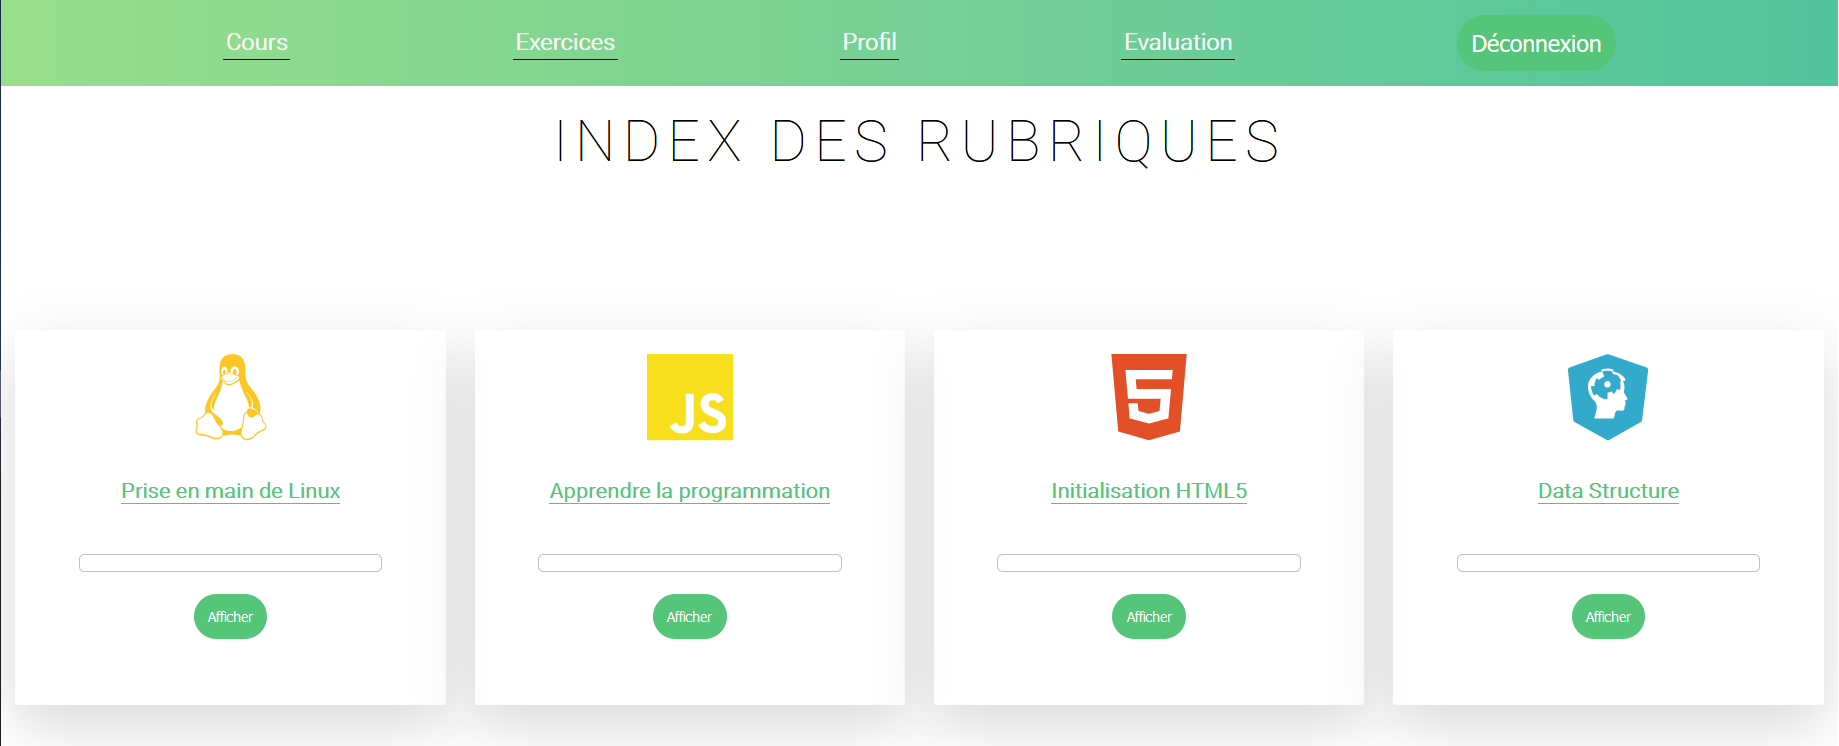 Cours Exercices Profil Evaluation Déconnexion
INDEX DES RUBRIQUES
JS
5
Prise en main de Linux
Apprendre la programmation
Initialisation HTML5
Data Structure
Afficher
Afficher
Afficher
Afficher